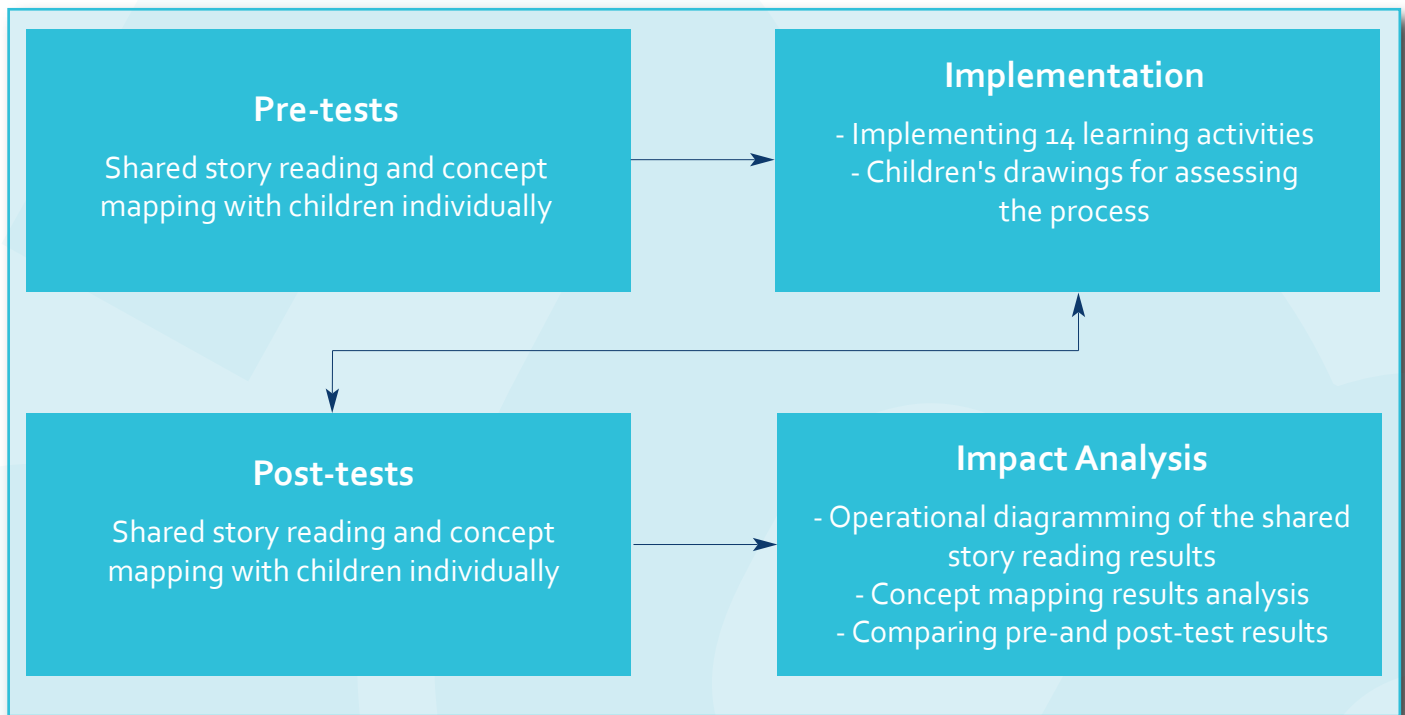 Pre-tests
Shared story reading and concept
mapping with children individually
Implementation
- Implementing 14 learning activities
- Children's drawings for assessing
the process
Post-tests
Shared story reading and concept
mapping with children individually
Impact Analysis
- Operational diagramming of the shared
story reading results
- Concept mapping results analysis
- Comparing pre-and post-test results